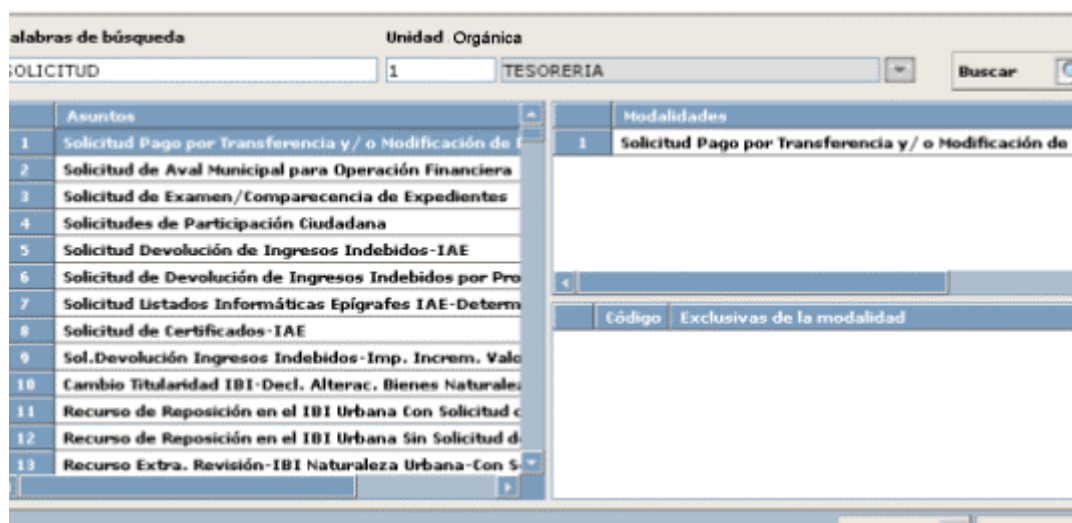 alabras de búsqueda Unidad Orgánica
SOLICITUD 1 TESORERIA Buscar
Asuntos
1 Solicitud Pago por Transferencia y/ o Modificación de
2 Solicitud de Aval Municipal para Operación Financiera
3 Solicitud de Examen/Comparecencia de Expedientes
4 Solicitudes de Participación Ciudadana
5 Solicitud Devolución de Ingresos Indebidos-IAE
6 Solicitud de Devolución de Ingresos Indebidos por Pro
7 Solicitud Listados Informáticas Epígrafes IAE-Determ
8 Solicitud de Certificados-IAE
9 Sol.Devolución Ingresos Indebidos-Imp. Increm. Valo
10 Cambio Titularidad IBI-Decl. Alterac. Bienes Naturale
11 Recurso de Reposición en el IBI Urbana Con Solicitud
12 Recurso de Reposición en el IBI Urbana Sin Solicitud d
13 Recurso Extra. Revisión-IBI Naturaleza Urbana-Con S
Modalidades
1 Solicitud Pago por Transferencia y/ o Modificación de
Código Exclusivas de la modalidad